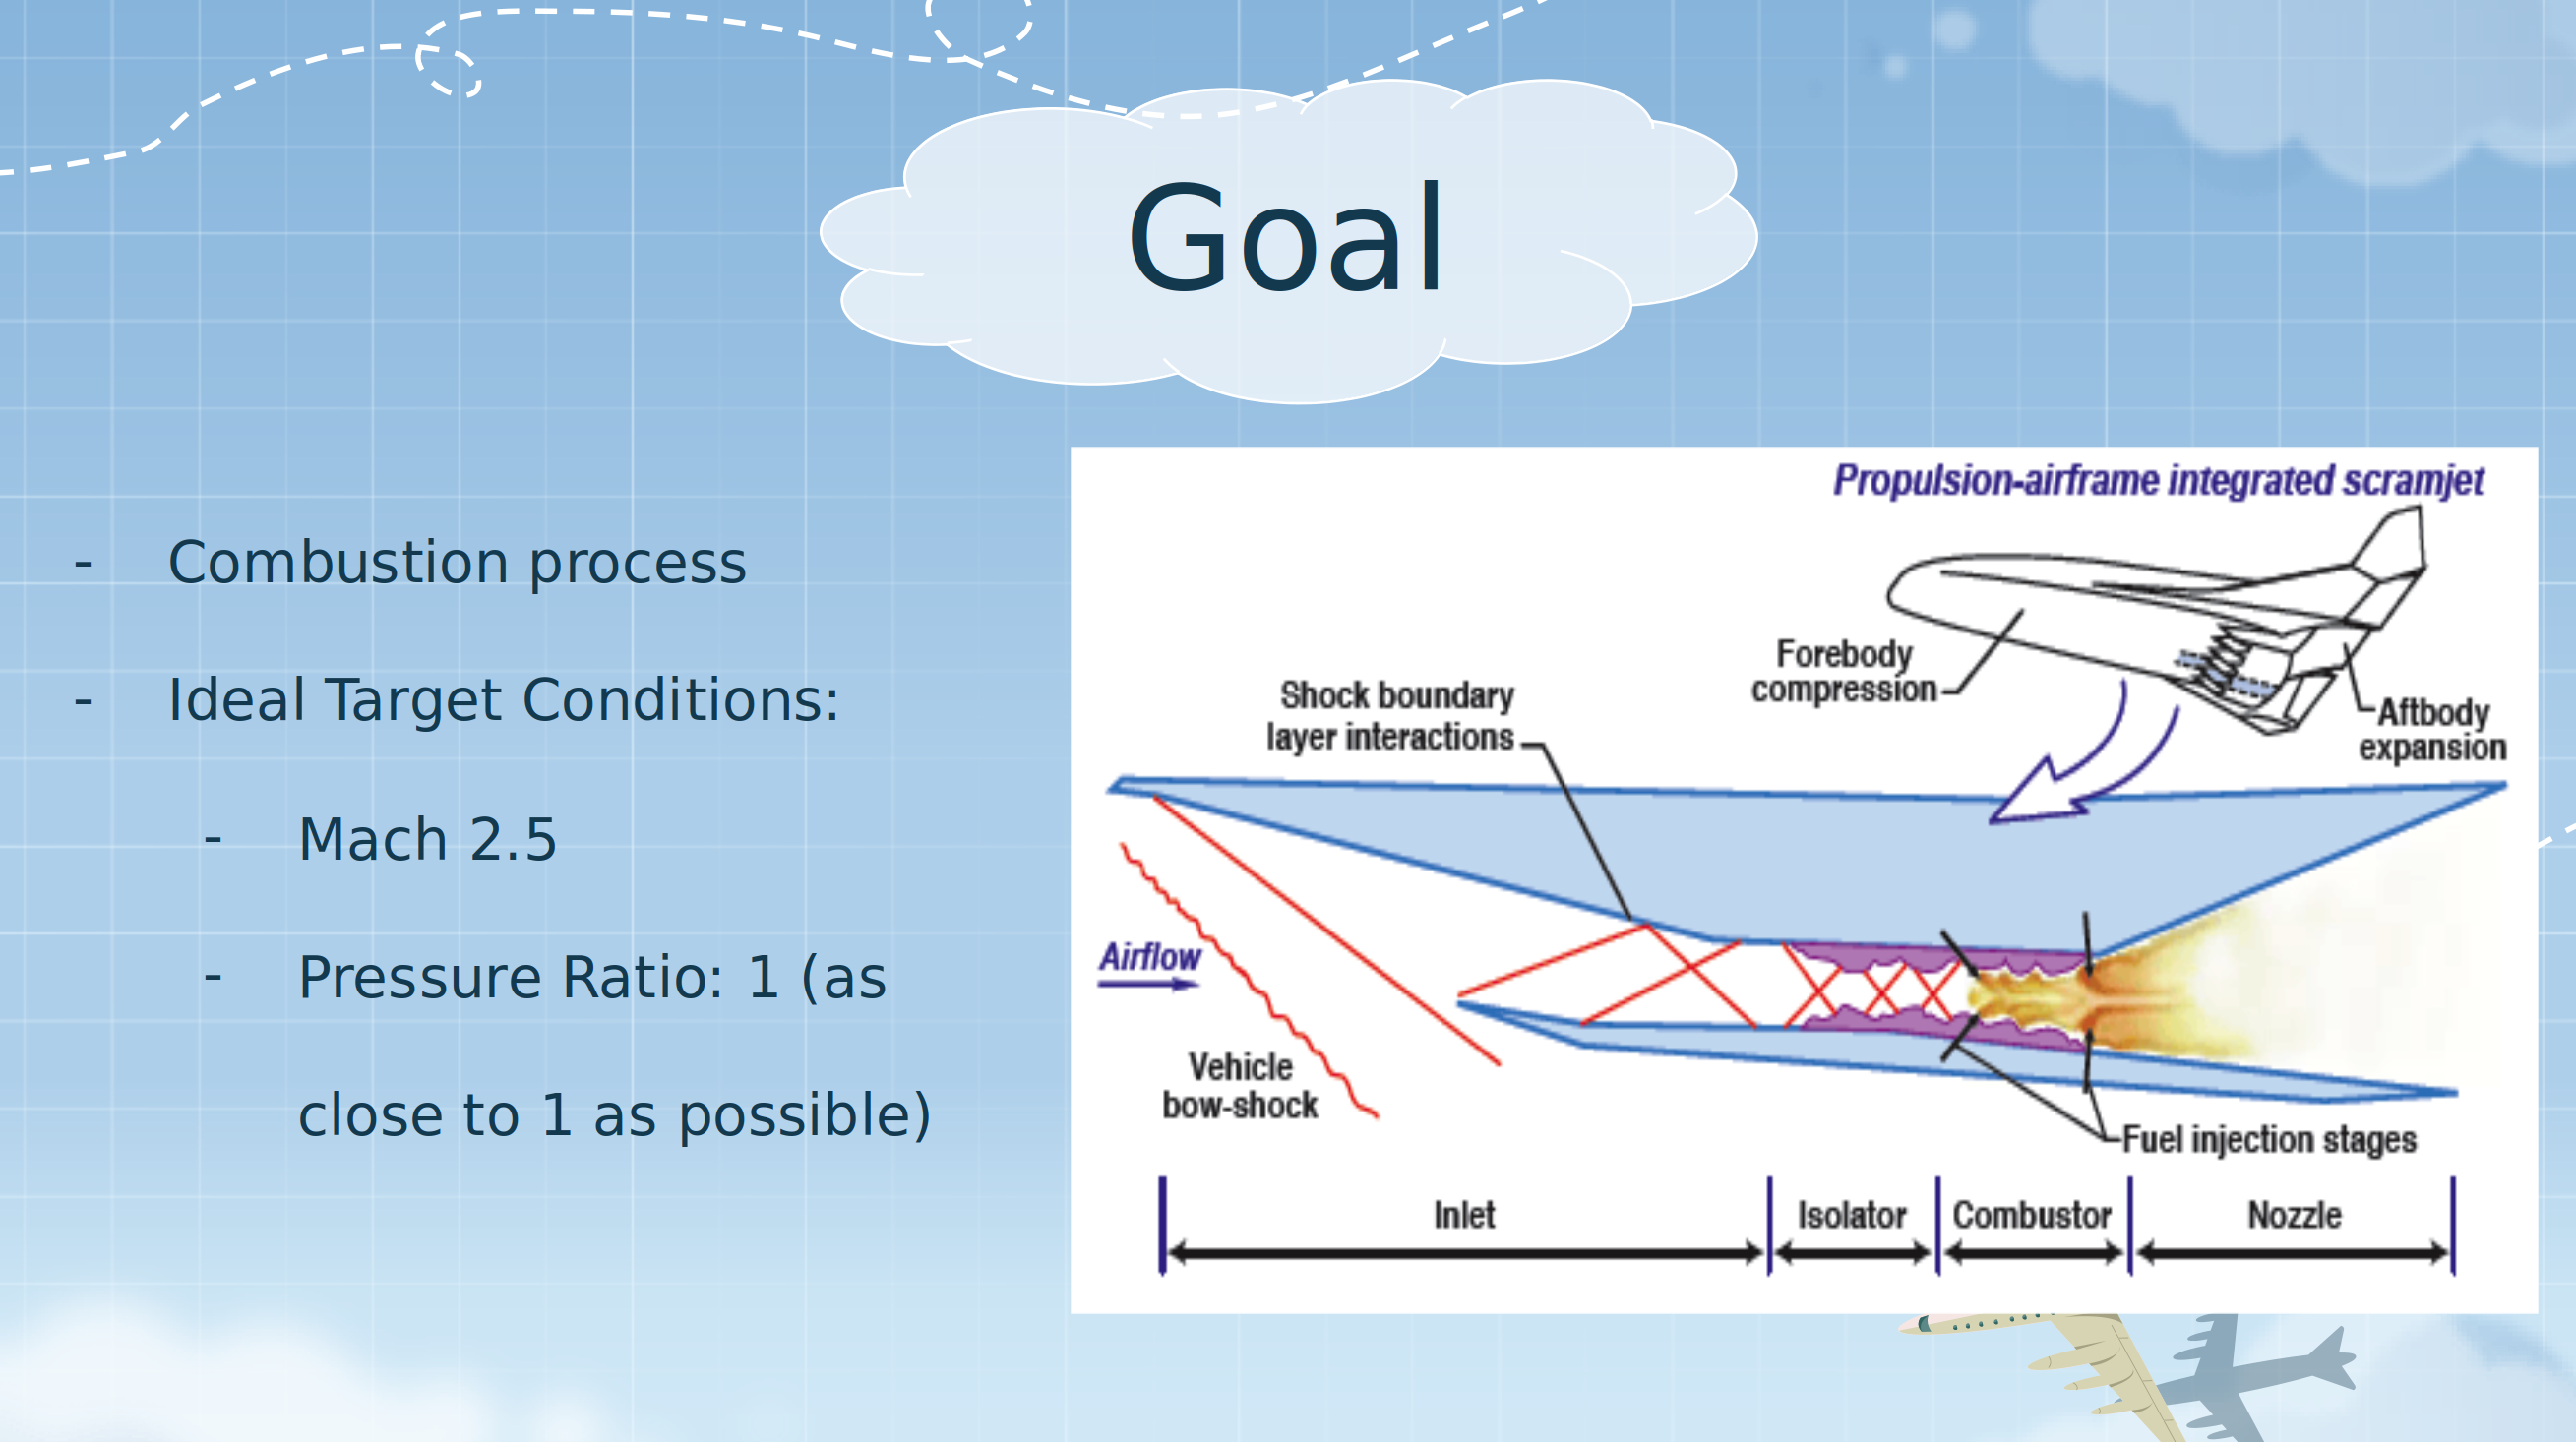 Goal
- Combustion process
- Ideal Target Conditions:
- Mach 2.5
- Pressure Ratio: 1 (as
close to 1 as possible)
Propulsion-airframe integrated scramjet
Forebody
compression
Aftbody
expansion
Shock boundary
layer interactions
Airflow
Vehicle
bow-shock
Fuel injection stages
Inlet
Isolator
Combustor
Nozzle